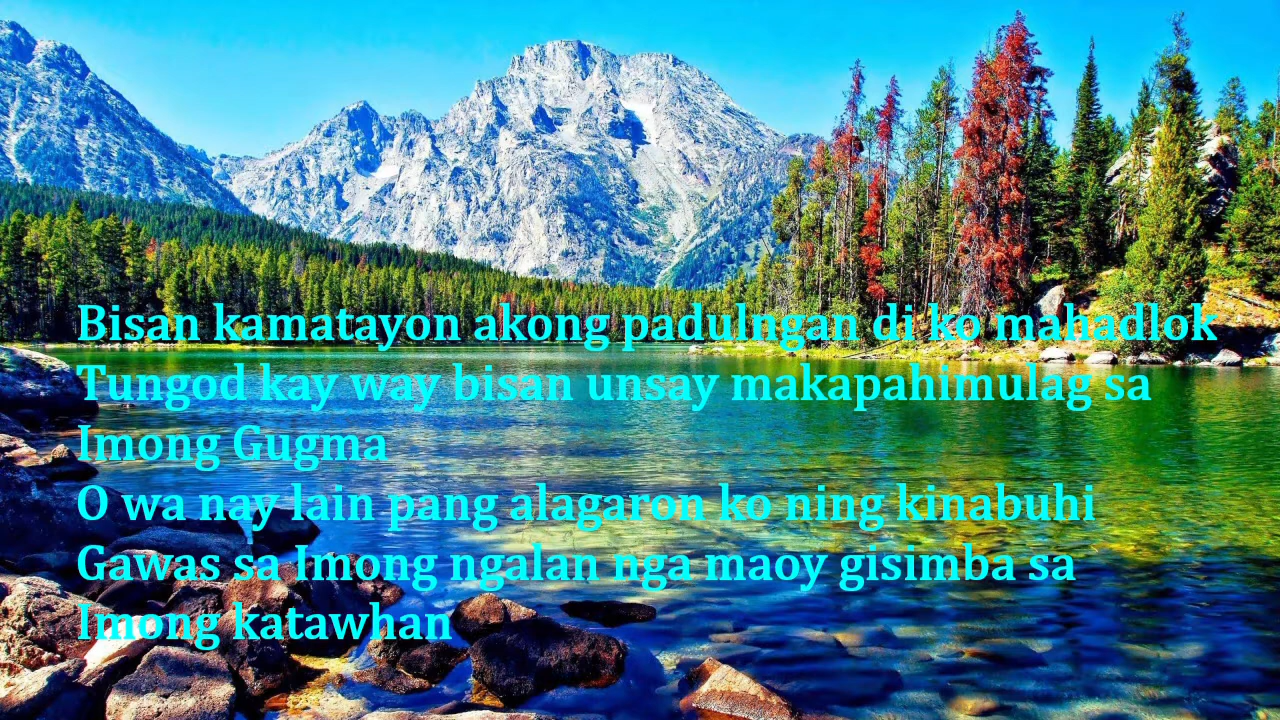 Bisan kamatayon akong padulngan di ko mahadlok
Tungod kay way bisan unsay makapahimulag sa
Imong Gugma
O wa nay lain pang alagaron ko ning kinabuhi
Gawas sa Imong ngalan nga maoy gisimba sa
Imong katawhan